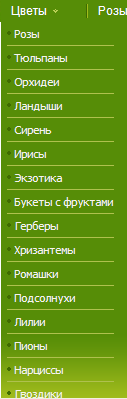 Цветы Розы
Розы
Тюльпаны
Орхидеи
Ландыши
Сирень
Ирисы
Экзотика
Букеты с фруктами
Герберы
Хризантемы
Ромашки
Подсолнухи
Лилии
Пионы
Нарциссы
Гвоздики